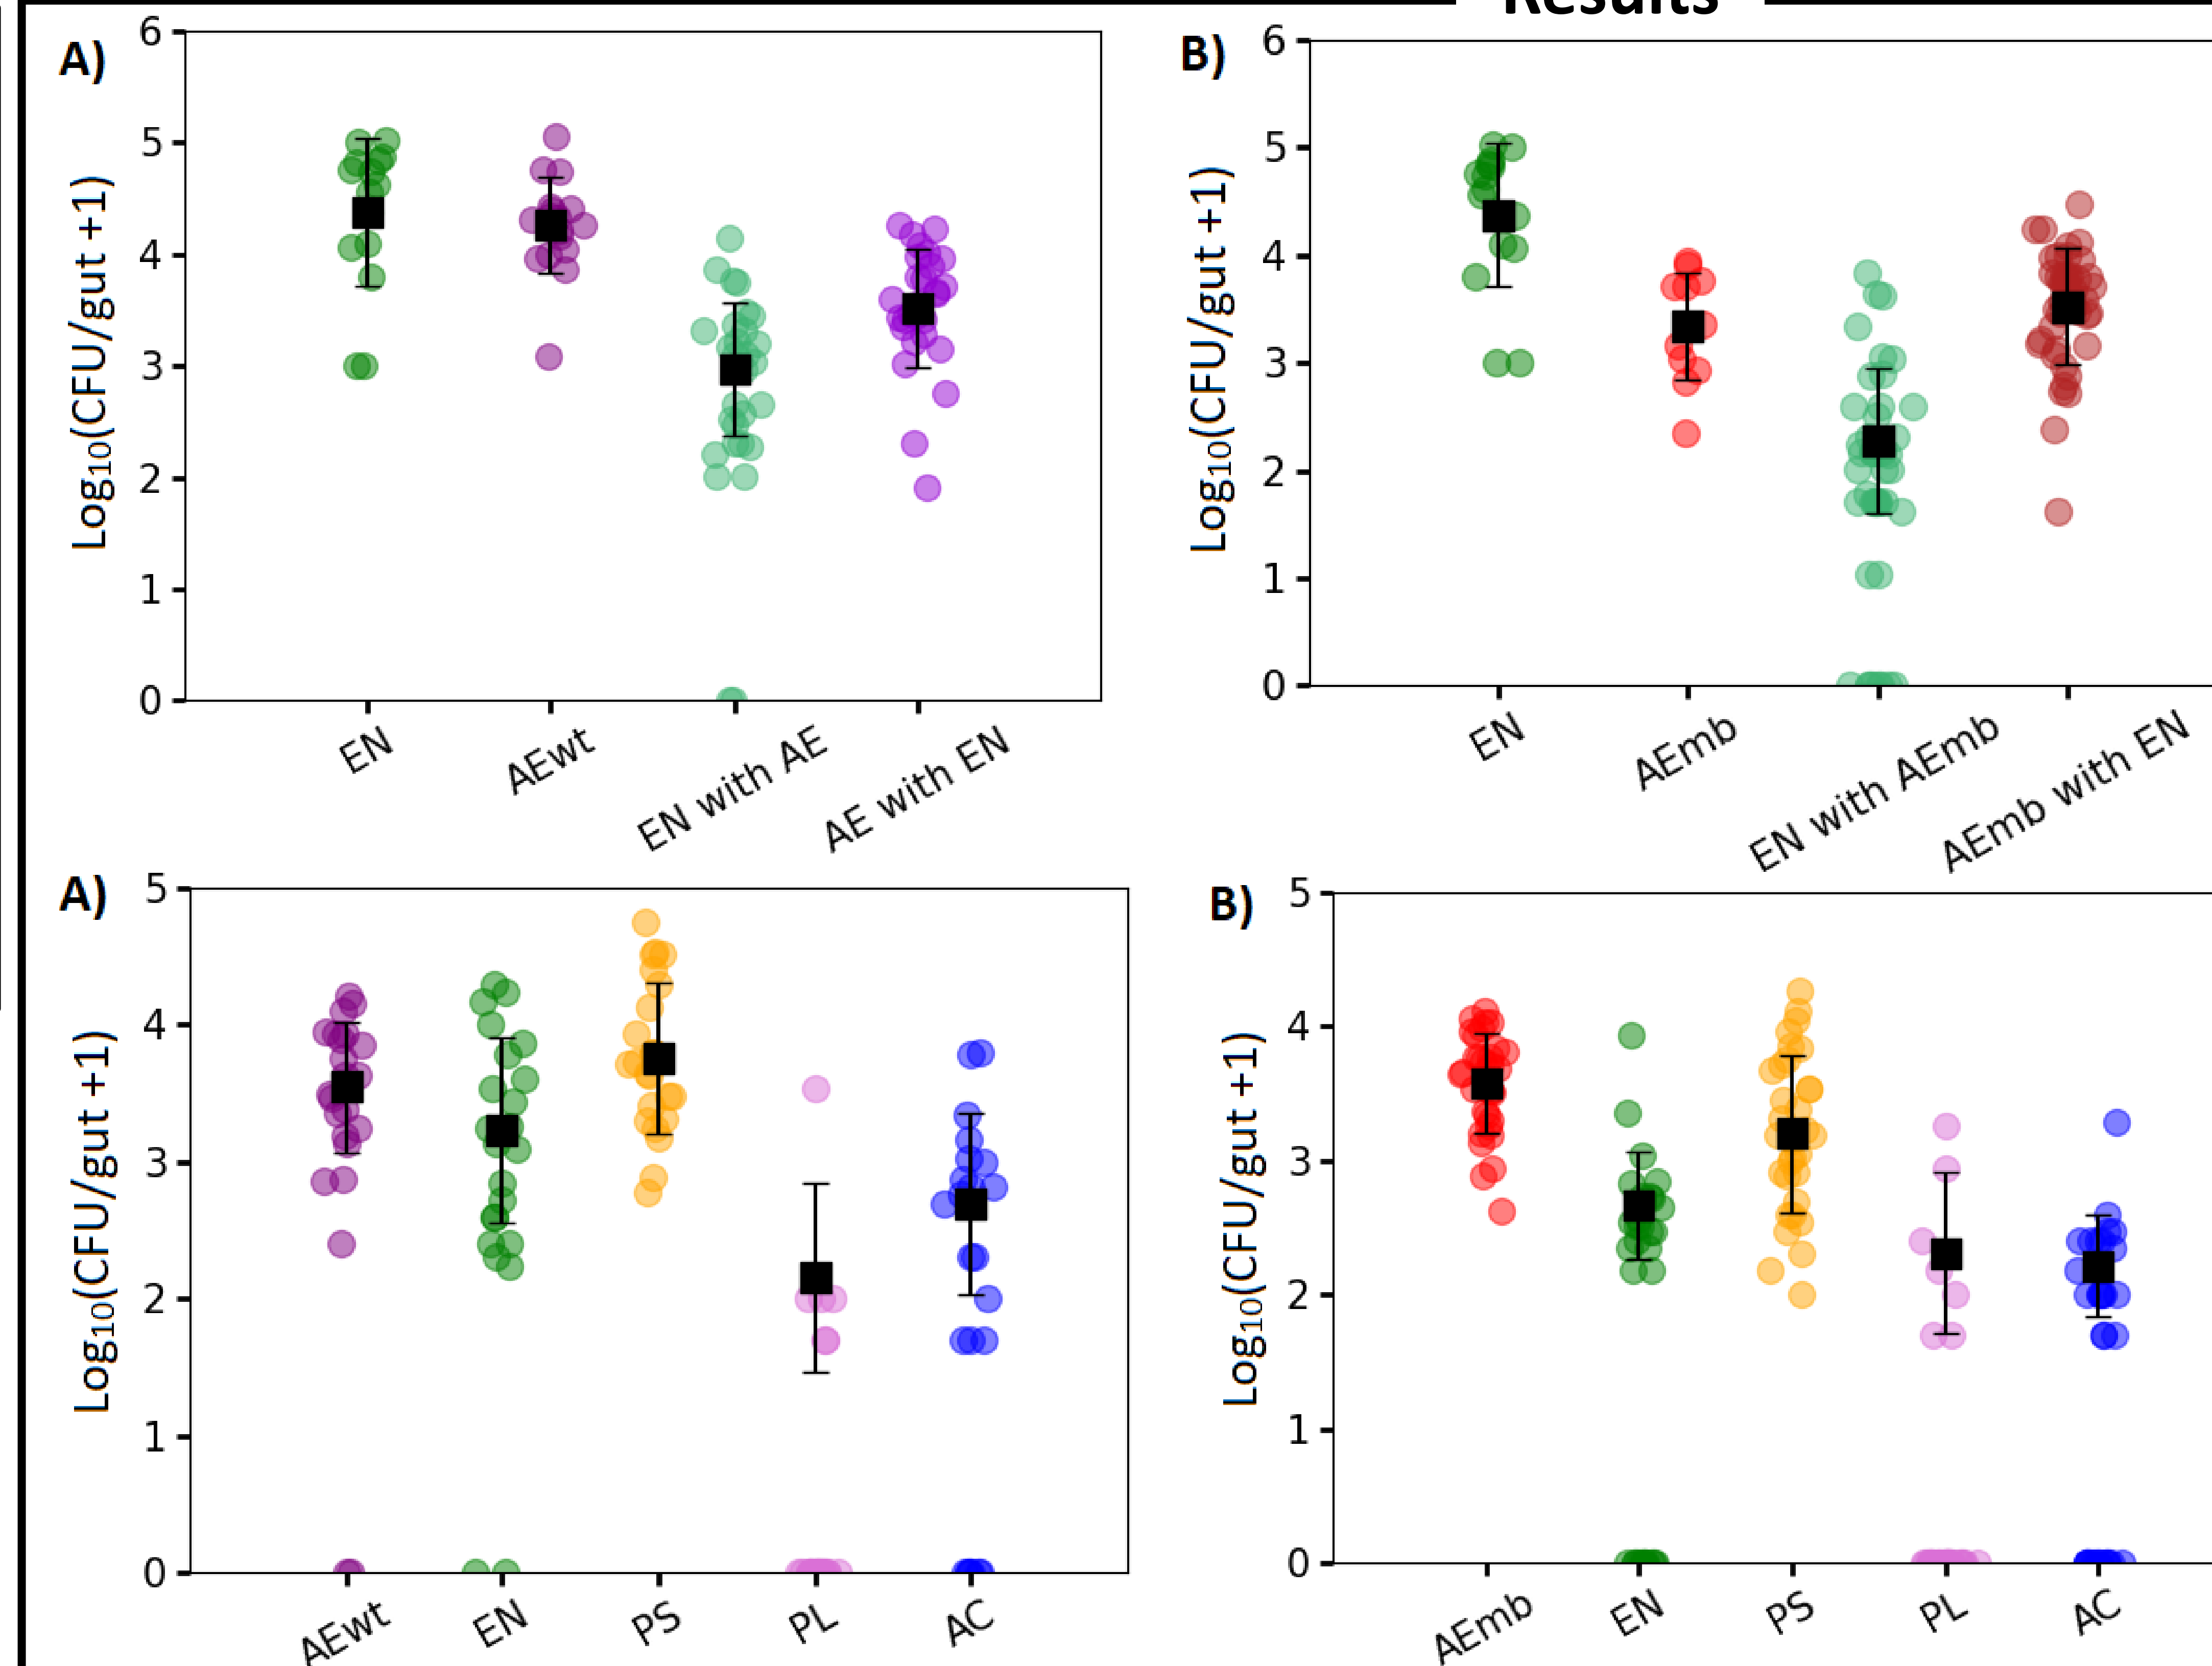 Results
A)
Log₁₀(CFU/gut +1)
6
5
4
3
2
1
0
EN
AEwt
EN with AE
AE with EN
B)
Log₁₀(CFU/gut +1)
6
5
4
3
2
1
0
EN
AEmb
EN with AEmb
AEmb with EN
A)
Log₁₀(CFU/gut +1)
5
4
3
2
1
0
AEwt
EN
PS
PL
AC
B)
Log₁₀(CFU/gut +1)
5
4
3
2
1
0
AEmb
EN
PS
PL
AC